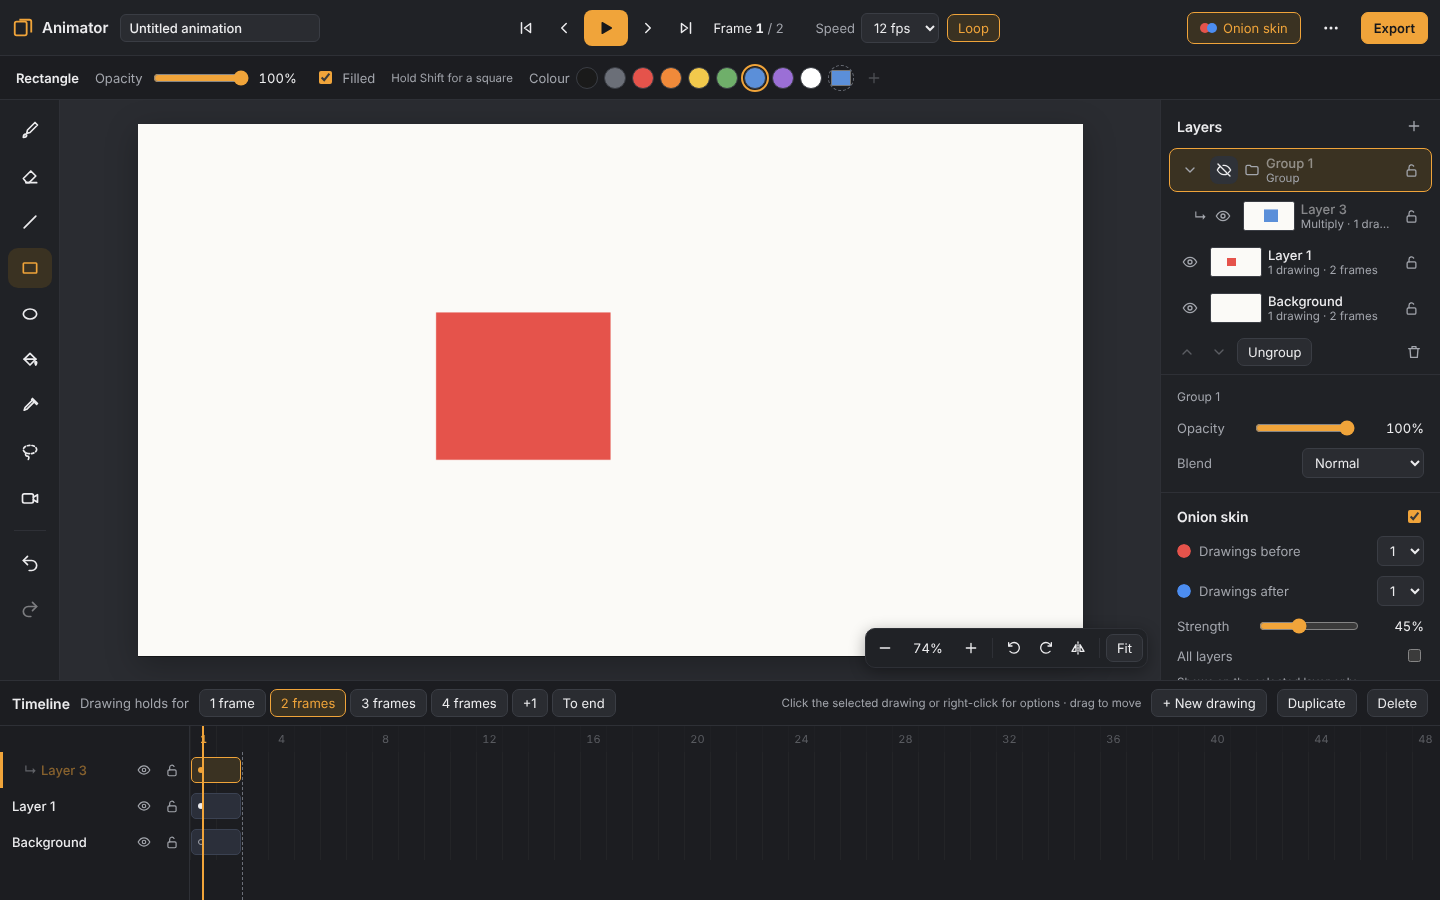 Animator
Untitled animation
Frame 1 / 2
Speed
12 fps
Loop
Onion skin
Export
Rectangle
Opacity
100%
Filled
Hold Shift for a square
Colour
Layers
Group 1
Group
Layer 3
Multiply · 1 dra...
Layer 1
1 drawing · 2 frames
Background
1 drawing · 2 frames
Ungroup
Group 1
Opacity
100%
Blend
Normal
Onion skin
Drawings before
1
Drawings after
1
Strength
45%
All layers
74%
Fit
Timeline
Drawing holds for
1 frame
2 frames
3 frames
4 frames
+1
To end
Click the selected drawing or right-click for options · drag to move
+ New drawing
Duplicate
Delete
1 4 8 12 16 20 24 28 32 36 40 44 48
Layer 3
Layer 1
Background